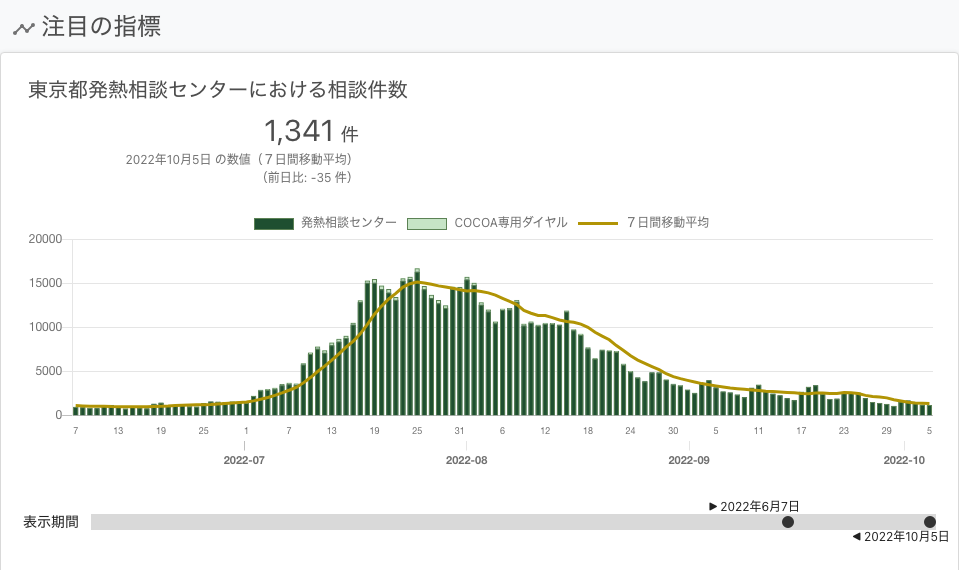 注目の指標
東京都発熱相談センターにおける相談件数
1,341 件
2022年10月5日 の数値（７日間移動平均）
（前日比: -35 件）
発熱相談センター COCOA専用ダイヤル ７日間移動平均
20000
15000
10000
5000
0
7 13 19 25 1 7 13 19 25 31 6 12 18 24 30 5 11 17 23 29 5
2022-07 2022-08 2022-09 2022-10
▶ 2022年6月7日
表示期間
◀ 2022年10月5日